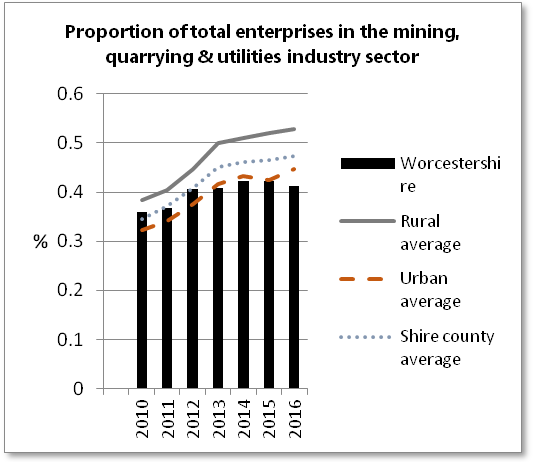 Proportion of total enterprises in the mining,
quarrying & utilities industry sector
0.6
0.5
0.4
0.3
0.2
0.1
0
%
2010
2011
2012
2013
2014
2015
2016
Worcestershi
re
Rural
average
Urban
average
Shire county
average